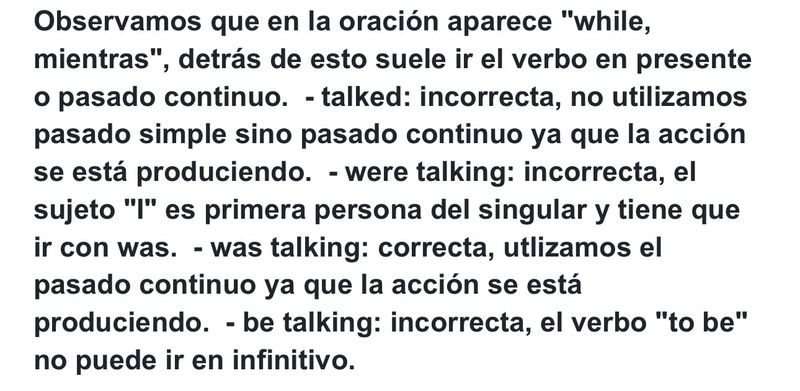 Observamos que en la oración aparece "while,
mientras", detrás de esto suele ir el verbo en presente
o pasado continuo.  - talked: incorrecta, no utilizamos
pasado simple sino pasado continuo ya que la acción
se está produciendo.  - were talking: incorrecta, el
sujeto "I" es primera persona del singular y tiene que
ir con was.  - was talking: correcta, utlizamos el
pasado continuo ya que la acción se está
produciendo.  - be talking: incorrecta, el verbo "to be"
no puede ir en infinitivo.